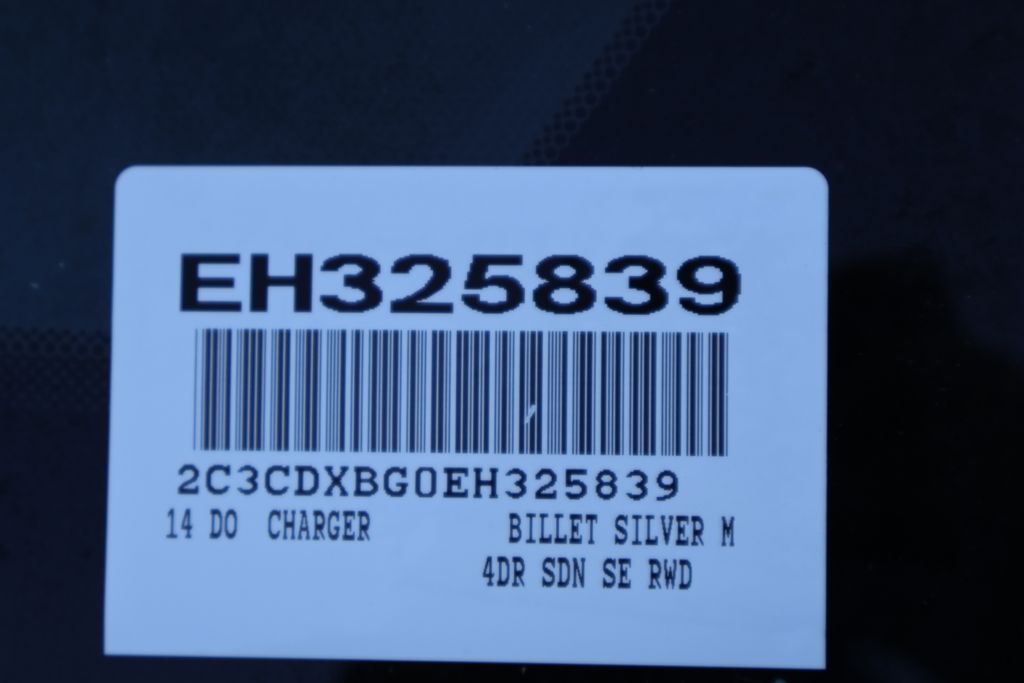 EH325839
2C3CDXBG0EH325839
14 DO CHARGER BILLET SILVER M
4DR SDN SE RWD